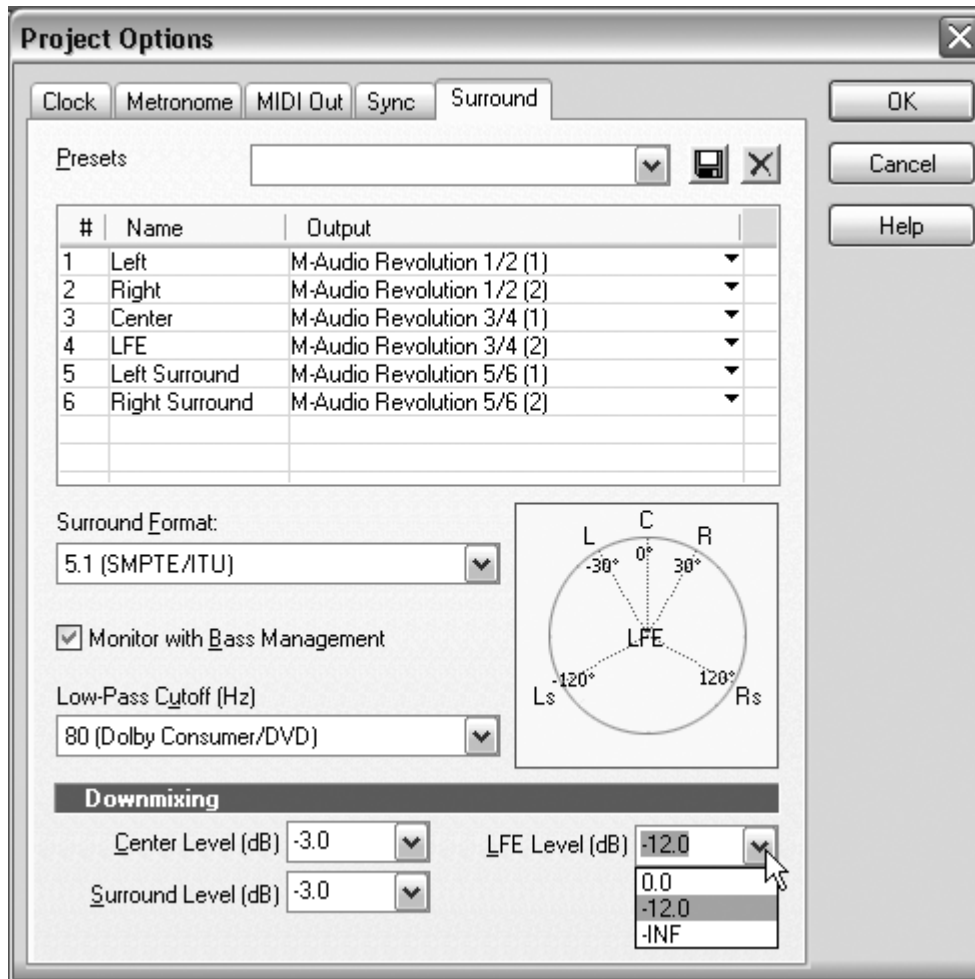 Project Options
Clock Metronome MIDI Out Sync Surround
OK
Cancel
Help
Presets
# Name Output
1 Left M-Audio Revolution 1/2 (1)
2 Right M-Audio Revolution 1/2 (2)
3 Center M-Audio Revolution 3/4 (1)
4 LFE M-Audio Revolution 3/4 (2)
5 Left Surround M-Audio Revolution 5/6 (1)
6 Right Surround M-Audio Revolution 5/6 (2)
Surround Format:
5.1 (SMPTE/ITU)
Monitor with Bass Management
Low-Pass Cutoff (Hz)
80 (Dolby Consumer/DVD)
C
L R
-30° 0° 30°
LFE
-120° 120°
Ls Rs
Downmixing
Center Level (dB) -3.0 LFE Level (dB) -12.0
Surround Level (dB) -3.0
0.0
-12.0
-INF